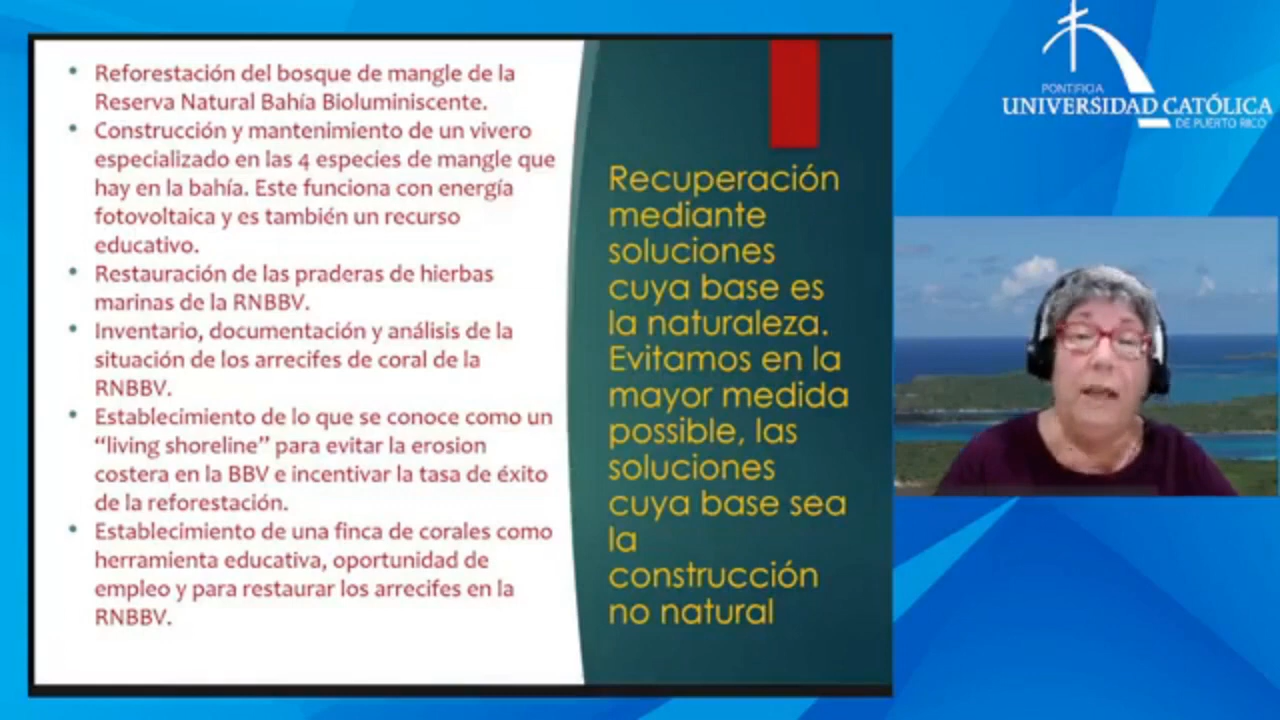 Reforestación del bosque de mangle de la
Reserva Natural Bahía Bioluminiscente.
Construcción y mantenimiento de un vivero
especializado en las 4 especies de mangle que
hay en la bahía. Este funciona con energía
fotovoltaica y es también un recurso
educativo.
Restauración de las praderas de hierbas
marinas de la RNBBV.
Inventario, documentación y análisis de la
situación de los arrecifes de coral de la
RNBBV.
Establecimiento de lo que se conoce como un
“living shoreline” para evitar la erosion
costera en la BBV e incentivar la tasa de éxito
de la reforestación.
Establecimiento de una finca de corales como
herramienta educativa, oportunidad de
empleo y para restaurar los arrecifes en la
RNBBV.
Recuperación
mediante
soluciones
cuya base es
la naturaleza.
Evitamos en la
mayor medida
posible, las
soluciones
cuya base sea
la
construcción
no natural
PONTIFICIA
UNIVERSIDAD CATÓLICA
DE PUERTO RICO